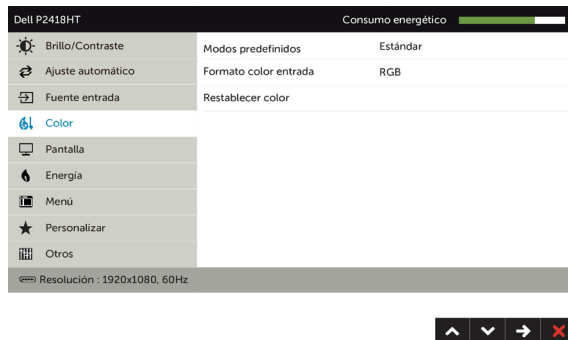 Dell P2418HT Consumo energético
Brillo/Contraste Modos predefinidos Estándar
Ajuste automático Formato color entrada RGB
Fuente entrada Restablecer color
Color
Pantalla
Energía
Menú
Personalizar
Otros
Resolución : 1920x1080, 60Hz